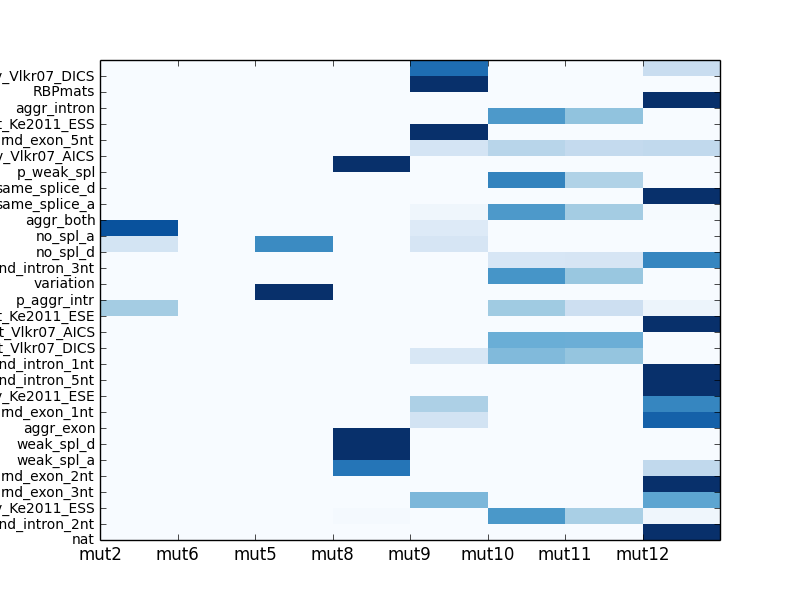 y_Vlkr07_DICS
RBPmats
aggr_intron
t_Ke2011_ESS
rnd_exon_5nt
y_Vlkr07_AICS
p_weak_spl
same_splice_d
same_splice_a
aggr_both
no_spl_a
no_spl_d
nd_intron_3nt
variation
p_aggr_intr
t_Ke2011_ESE
t_Vlkr07_AICS
t_Vlkr07_DICS
nd_intron_1nt
nd_intron_5nt
y_Ke2011_ESE
rnd_exon_1nt
aggr_exon
weak_spl_d
weak_spl_a
rnd_exon_2nt
rnd_exon_3nt
y_Ke2011_ESS
nd_intron_2nt
nat
mut2 mut6 mut5 mut8 mut9 mut10 mut11 mut12